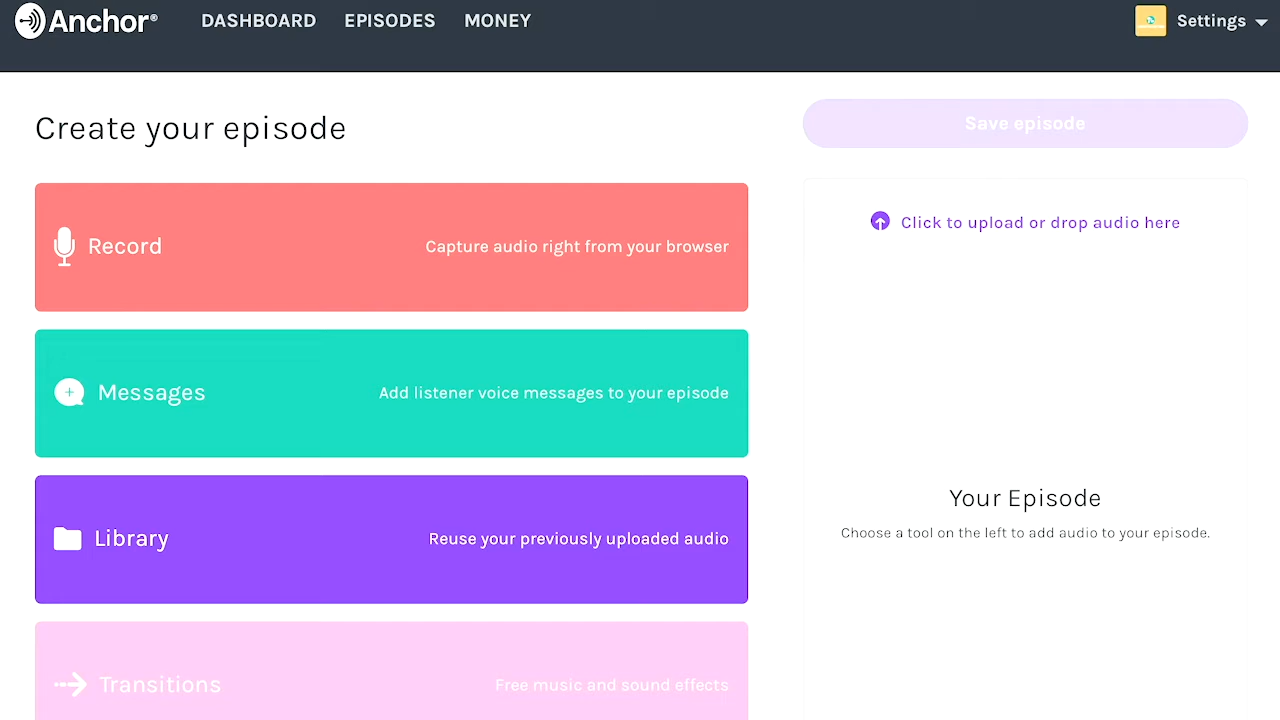 Anchor®
DASHBOARD EPISODES MONEY
Settings
Create your episode
Save episode
Record
Capture audio right from your browser
Click to upload or drop audio here
Messages
Add listener voice messages to your episode
Library
Reuse your previously uploaded audio
Your Episode
Choose a tool on the left to add audio to your episode.
Transitions
Free music and sound effects